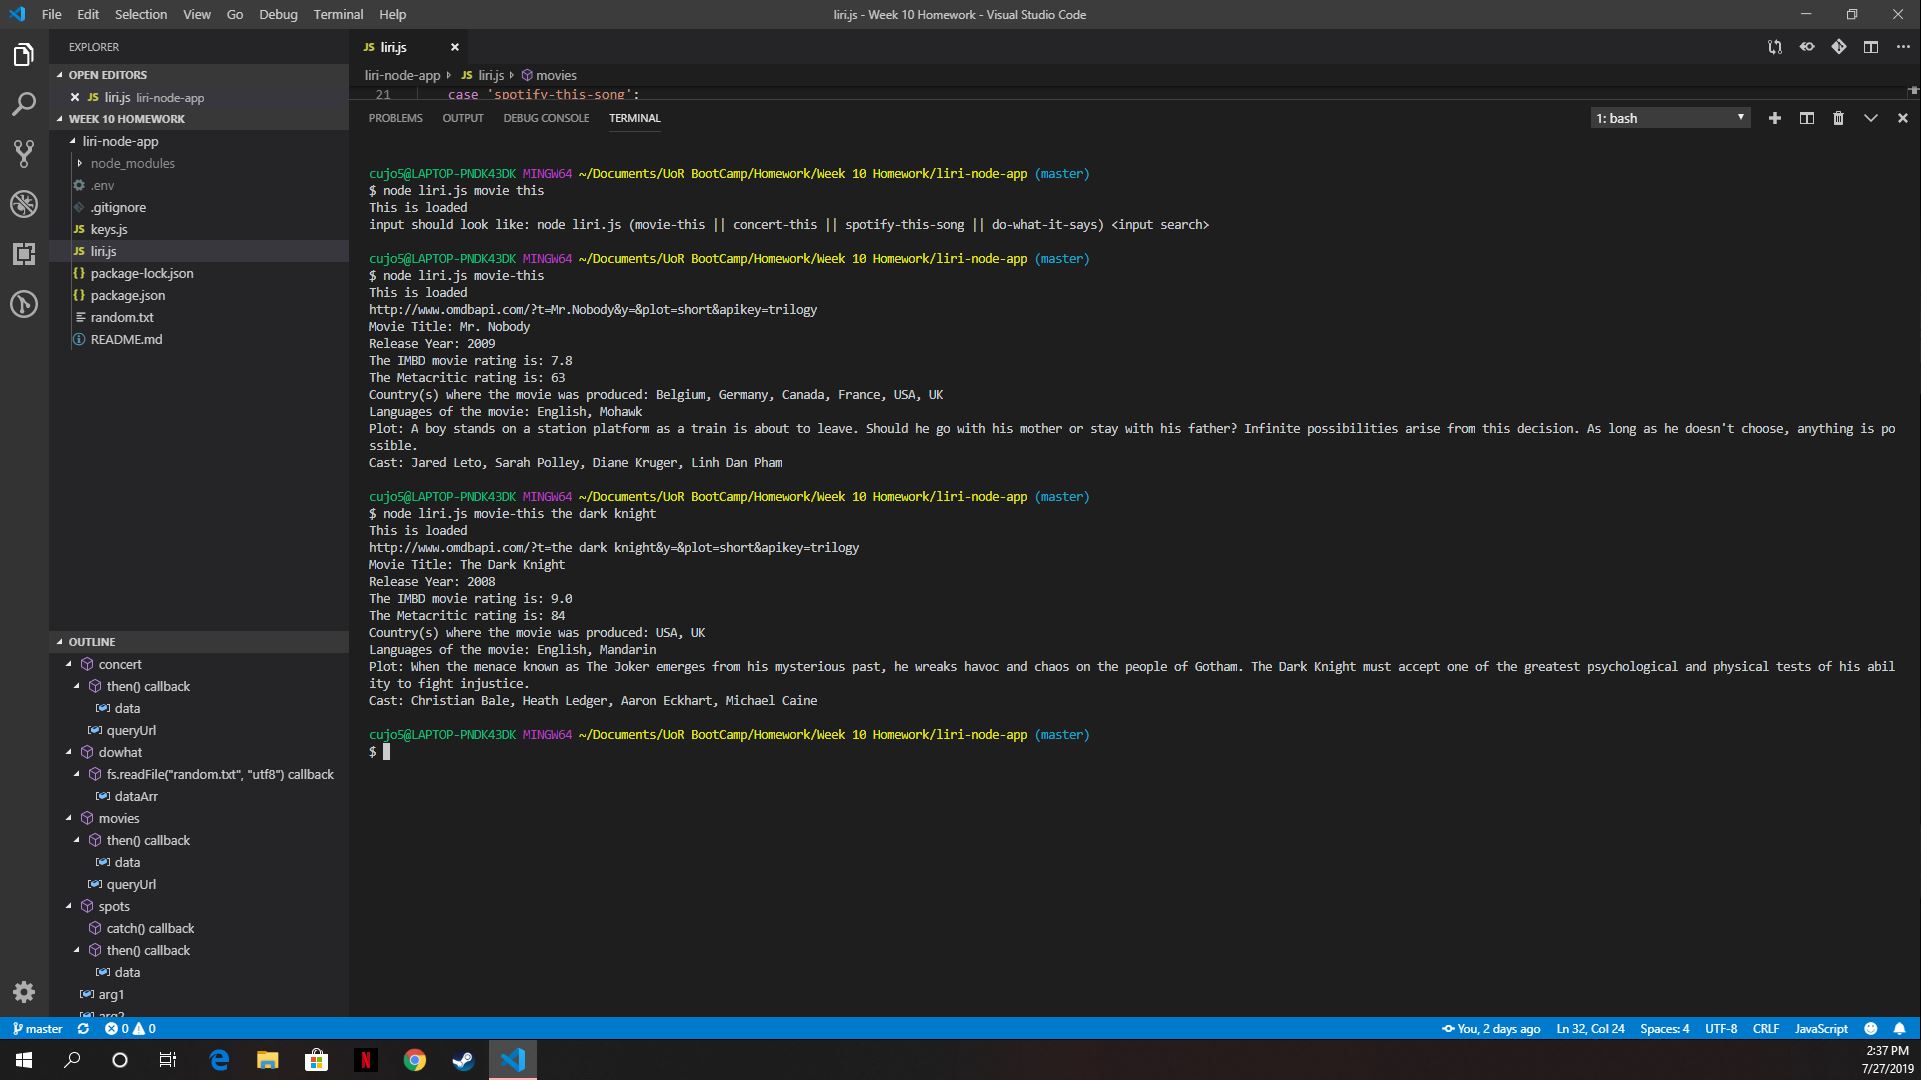 File Edit Selection View Go Debug Terminal Help
liri.js - Week 10 Homework - Visual Studio Code
EXPLORER
OPEN EDITORS
JS liri.js liri-node-app
WEEK 10 HOMEWORK
liri-node-app
node_modules
.env
.gitignore
JS keys.js
JS liri.js
{} package-lock.json
{} package.json
random.txt
README.md
OUTLINE
concert
then() callback
data
queryUrl
dowhat
fs.readFile("random.txt", "utf8") callback
dataArr
movies
then() callback
data
queryUrl
spots
catch() callback
then() callback
data
arg1
arg2
JS liri.js
liri-node-app JS liri.js movies
21 case 'spotify-this-song':
PROBLEMS OUTPUT DEBUG CONSOLE TERMINAL
1: bash
cujo5@LAPTOP-PNDK43DK MINGW64 ~/Documents/UoR BootCamp/Homework/Week 10 Homework/liri-node-app (master)
$ node liri.js movie this
This is loaded
input should look like: node liri.js (movie-this || concert-this || spotify-this-song || do-what-it-says) <input search>
cujo5@LAPTOP-PNDK43DK MINGW64 ~/Documents/UoR BootCamp/Homework/Week 10 Homework/liri-node-app (master)
$ node liri.js movie-this
This is loaded
http://www.omdbapi.com/?t=Mr.Nobody&y=&plot=short&apikey=trilogy
Movie Title: Mr. Nobody
Release Year: 2009
The IMBD movie rating is: 7.8
The Metacritic rating is: 63
Country(s) where the movie was produced: Belgium, Germany, Canada, France, USA, UK
Languages of the movie: English, Mohawk
Plot: A boy stands on a station platform as a train is about to leave. Should he go with his mother or stay with his father? Infinite possibilities arise from this decision. As long as he doesn't choose, anything is po
ssible.
Cast: Jared Leto, Sarah Polley, Diane Kruger, Linh Dan Pham
cujo5@LAPTOP-PNDK43DK MINGW64 ~/Documents/UoR BootCamp/Homework/Week 10 Homework/liri-node-app (master)
$ node liri.js movie-this the dark knight
This is loaded
http://www.omdbapi.com/?t=the dark knight&y=&plot=short&apikey=trilogy
Movie Title: The Dark Knight
Release Year: 2008
The IMBD movie rating is: 9.0
The Metacritic rating is: 84
Country(s) where the movie was produced: USA, UK
Languages of the movie: English, Mandarin
Plot: When the menace known as The Joker emerges from his mysterious past, he wreaks havoc and chaos on the people of Gotham. The Dark Knight must accept one of the greatest psychological and physical tests of his abil
ity to fight injustice.
Cast: Christian Bale, Heath Ledger, Aaron Eckhart, Michael Caine
cujo5@LAPTOP-PNDK43DK MINGW64 ~/Documents/UoR BootCamp/Homework/Week 10 Homework/liri-node-app (master)
$
master 0 0
You, 2 days ago Ln 32, Col 24 Spaces: 4 UTF-8 CRLF JavaScript
2:37 PM
7/27/2019